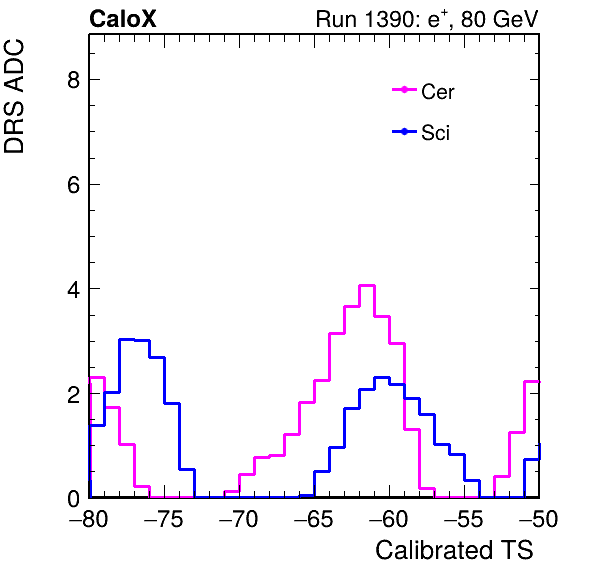 CaloX Run 1390: e⁺, 80 GeV
DRS ADC
Cer
Sci
8
6
4
2
0
−80 −75 −70 −65 −60 −55 −50
Calibrated TS